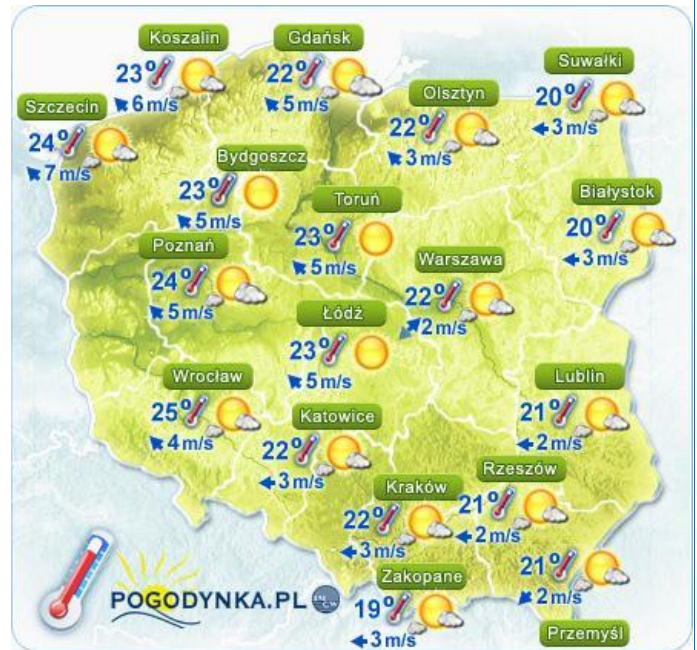 Koszalin
23°
6 m/s
Gdańsk
22°
5 m/s
Suwałki
20°
3 m/s
Szczecin
24°
7 m/s
Olsztyn
22°
3 m/s
Bydgoszcz
23°
5 m/s
Toruń
23°
5 m/s
Białystok
20°
3 m/s
Poznań
24°
5 m/s
Warszawa
22°
2 m/s
Łódź
23°
5 m/s
Wrocław
25°
4 m/s
Katowice
22°
3 m/s
Lublin
21°
2 m/s
Rzeszów
21°
2 m/s
Kraków
22°
3 m/s
Zakopane
19°
3 m/s
21°
2 m/s
Przemyśl
POGODYNKA.PL